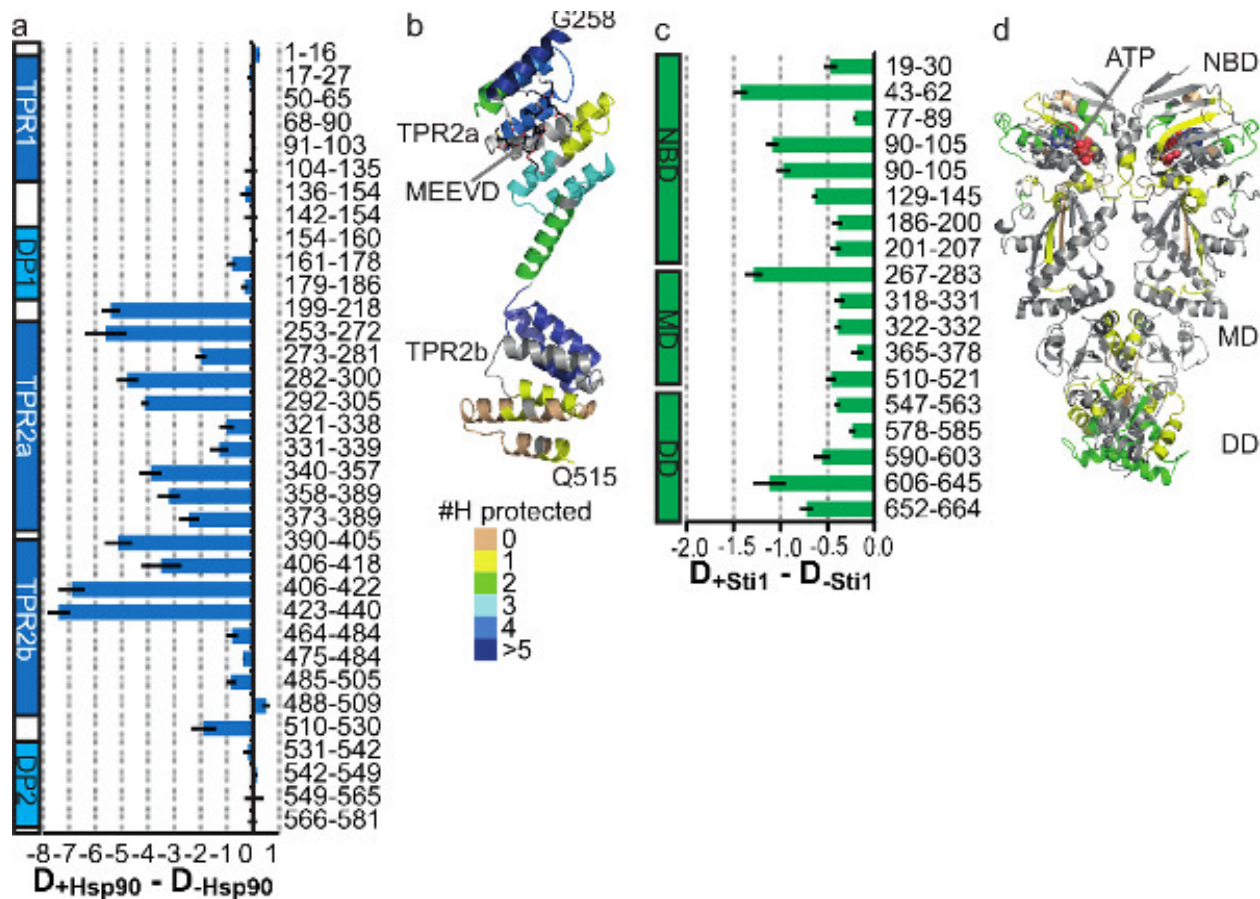 a
TPR1
DP1
TPR2a
TPR2b
DP2
1-16
17-27
50-65
68-90
91-103
104-135
136-154
142-154
154-160
161-178
179-186
199-218
253-272
273-281
282-300
292-305
321-338
331-339
340-357
358-389
373-389
390-405
406-418
406-422
423-440
464-484
475-484
485-505
488-509
510-530
531-542
542-549
549-565
566-581
-8 -7 -6 -5 -4 -3 -2 -1 0 1
D+Hsp90 - D-Hsp90
b
G258
TPR2a
MEEVD
TPR2b
Q515
#H protected
0
1
2
3
4
>5
c
NBD
MD
DD
19-30
43-62
77-89
90-105
90-105
129-145
186-200
201-207
267-283
318-331
322-332
365-378
510-521
547-563
578-585
590-603
606-645
652-664
-2.0 -1.5 -1.0 -0.5 0.0
D+Sti1 - D-Sti1
d
ATP
NBD
MD
DD